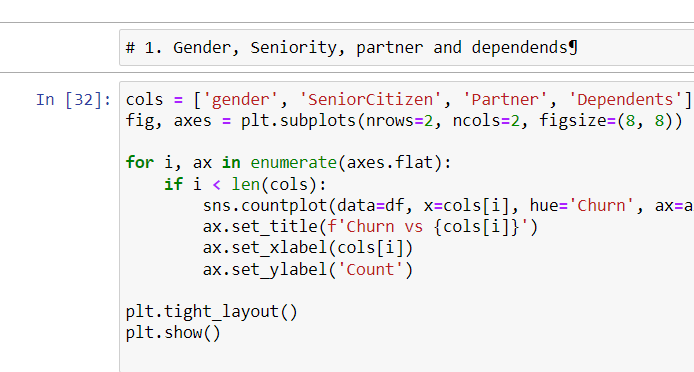 # 1. Gender, Seniority, partner and dependends¶
In [32]: cols = ['gender', 'SeniorCitizen', 'Partner', 'Dependents']
fig, axes = plt.subplots(nrows=2, ncols=2, figsize=(8, 8))
for i, ax in enumerate(axes.flat):
if i < len(cols):
sns.countplot(data=df, x=cols[i], hue='Churn', ax=a
ax.set_title(f'Churn vs {cols[i]}')
ax.set_xlabel(cols[i])
ax.set_ylabel('Count')
plt.tight_layout()
plt.show()